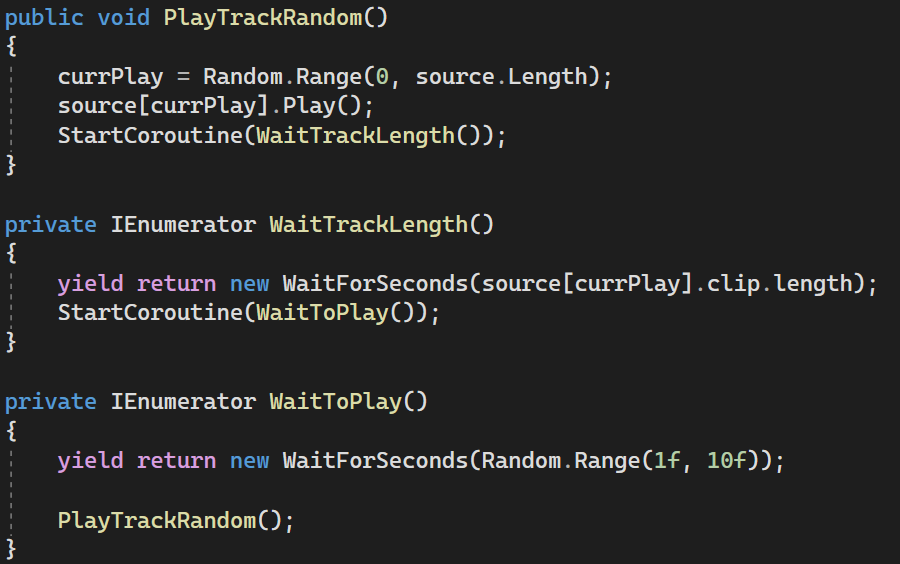 public void PlayTrackRandom()
{
    currPlay = Random.Range(0, source.Length);
    source[currPlay].Play();
    StartCoroutine(WaitTrackLength());
}

private IEnumerator WaitTrackLength()
{
    yield return new WaitForSeconds(source[currPlay].clip.length);
    StartCoroutine(WaitToPlay());
}

private IEnumerator WaitToPlay()
{
    yield return new WaitForSeconds(Random.Range(1f, 10f));

    PlayTrackRandom();
}